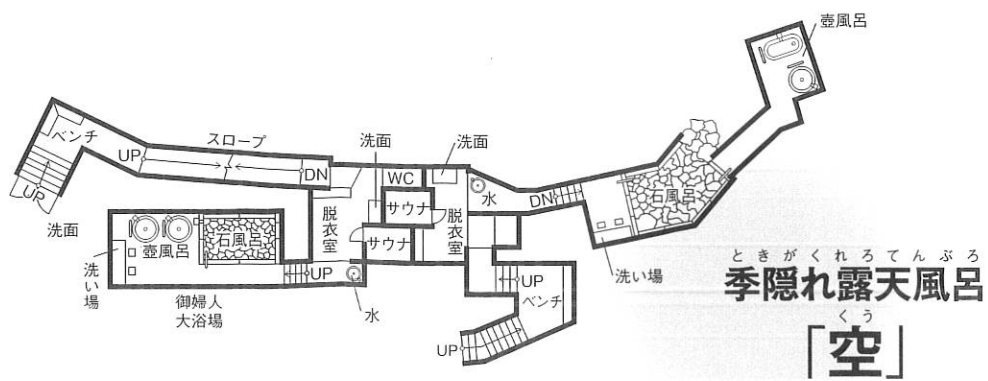 壺風呂
ベンチ
スロープ
洗面
洗面
UP
DN
WC
サウナ
水
UP
洗面
脱衣室
サウナ
脱衣室
DN
石風呂
壺風呂
石風呂
洗い場
UP
洗い場
御婦人
大浴場
水
UP
ベンチ
UP
ときがくれろてんぶろ
季隠れ露天風呂
くう
「空」